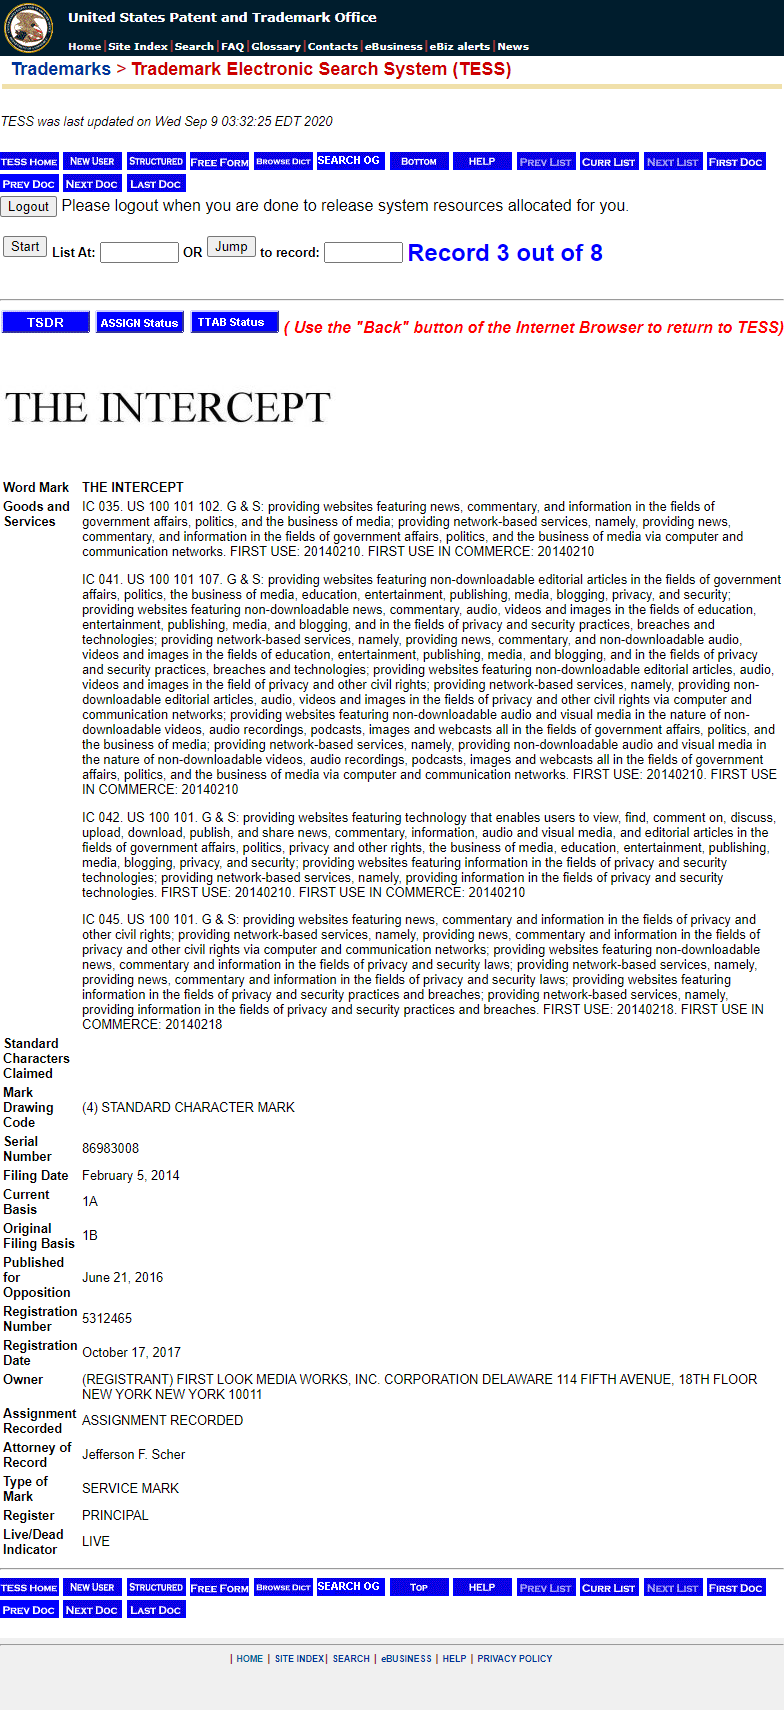 United States Patent and Trademark Office
Home | Site Index | Search | FAQ | Glossary | Contacts | eBusiness | eBiz alerts | News
Trademarks > Trademark Electronic Search System (TESS)
TESS was last updated on Wed Sep 9 03:32:25 EDT 2020
TESS HOME NEW USER STRUCTURED FREE FORM BROWSE DICT SEARCH OG BOTTOM HELP PREV LIST CURR LIST NEXT LIST FIRST DOC
PREV DOC NEXT DOC LAST DOC
Logout Please logout when you are done to release system resources allocated for you.
Start List At: OR Jump to record: Record 3 out of 8
TSDR ASSIGN Status TTAB Status ( Use the "Back" button of the Internet Browser to return to TESS)
THE INTERCEPT
Word Mark THE INTERCEPT
Goods and Services
IC 035. US 100 101 102. G & S: providing websites featuring news, commentary, and information in the fields of
government affairs, politics, and the business of media; providing network-based services, namely, providing news,
commentary, and information in the fields of government affairs, politics, and the business of media via computer and
communication networks. FIRST USE: 20140210. FIRST USE IN COMMERCE: 20140210
IC 041. US 100 101 107. G & S: providing websites featuring non-downloadable editorial articles in the fields of government
affairs, politics, the business of media, education, entertainment, publishing, media, blogging, privacy, and security;
providing websites featuring non-downloadable news, commentary, audio, videos and images in the fields of education,
entertainment, publishing, media, and blogging, and in the fields of privacy and security practices, breaches and
technologies; providing network-based services, namely, providing news, commentary, and non-downloadable audio,
videos and images in the fields of education, entertainment, publishing, media, and blogging, and in the fields of privacy
and security practices, breaches and technologies; providing websites featuring non-downloadable editorial articles, audio,
videos and images in the field of privacy and other civil rights; providing network-based services, namely, providing non-
downloadable editorial articles, audio, videos and images in the fields of privacy and other civil rights via computer and
communication networks; providing websites featuring non-downloadable audio and visual media in the nature of non-
downloadable videos, audio recordings, podcasts, images and webcasts all in the fields of government affairs, politics, and
the business of media; providing network-based services, namely, providing non-downloadable audio and visual media in
the nature of non-downloadable videos, audio recordings, podcasts, images and webcasts all in the fields of government
affairs, politics, and the business of media via computer and communication networks. FIRST USE: 20140210. FIRST USE
IN COMMERCE: 20140210
IC 042. US 100 101. G & S: providing websites featuring technology that enables users to view, find, comment on, discuss,
upload, download, publish, and share news, commentary, information, audio and visual media, and editorial articles in the
fields of government affairs, politics, privacy and other rights, the business of media, education, entertainment, publishing,
media, blogging, privacy, and security; providing websites featuring information in the fields of privacy and security
technologies; providing network-based services, namely, providing information in the fields of privacy and security
technologies. FIRST USE: 20140210. FIRST USE IN COMMERCE: 20140210
IC 045. US 100 101. G & S: providing websites featuring news, commentary and information in the fields of privacy and
other civil rights; providing network-based services, namely, providing news, commentary and information in the fields of
privacy and other civil rights via computer and communication networks; providing websites featuring non-downloadable
news, commentary and information in the fields of privacy and security laws; providing network-based services, namely,
providing news, commentary and information in the fields of privacy and security laws; providing websites featuring
information in the fields of privacy and security practices and breaches; providing network-based services, namely,
providing information in the fields of privacy and security practices and breaches. FIRST USE: 20140218. FIRST USE IN
COMMERCE: 20140218
Standard
Characters
Claimed
Mark
Drawing
Code
(4) STANDARD CHARACTER MARK
Serial
Number
86983008
Filing Date February 5, 2014
Current
Basis
1A
Original
Filing Basis
1B
Published
for
Opposition
June 21, 2016
Registration
Number
5312465
Registration
Date
October 17, 2017
Owner (REGISTRANT) FIRST LOOK MEDIA WORKS, INC. CORPORATION DELAWARE 114 FIFTH AVENUE, 18TH FLOOR
NEW YORK NEW YORK 10011
Assignment
Recorded
ASSIGNMENT RECORDED
Attorney of
Record
Jefferson F. Scher
Type of
Mark
SERVICE MARK
Register PRINCIPAL
Live/Dead
Indicator
LIVE
TESS HOME NEW USER STRUCTURED FREE FORM BROWSE DICT SEARCH OG TOP HELP PREV LIST CURR LIST NEXT LIST FIRST DOC
PREV DOC NEXT DOC LAST DOC
| HOME | SITE INDEX| SEARCH | eBUSINESS | HELP | PRIVACY POLICY